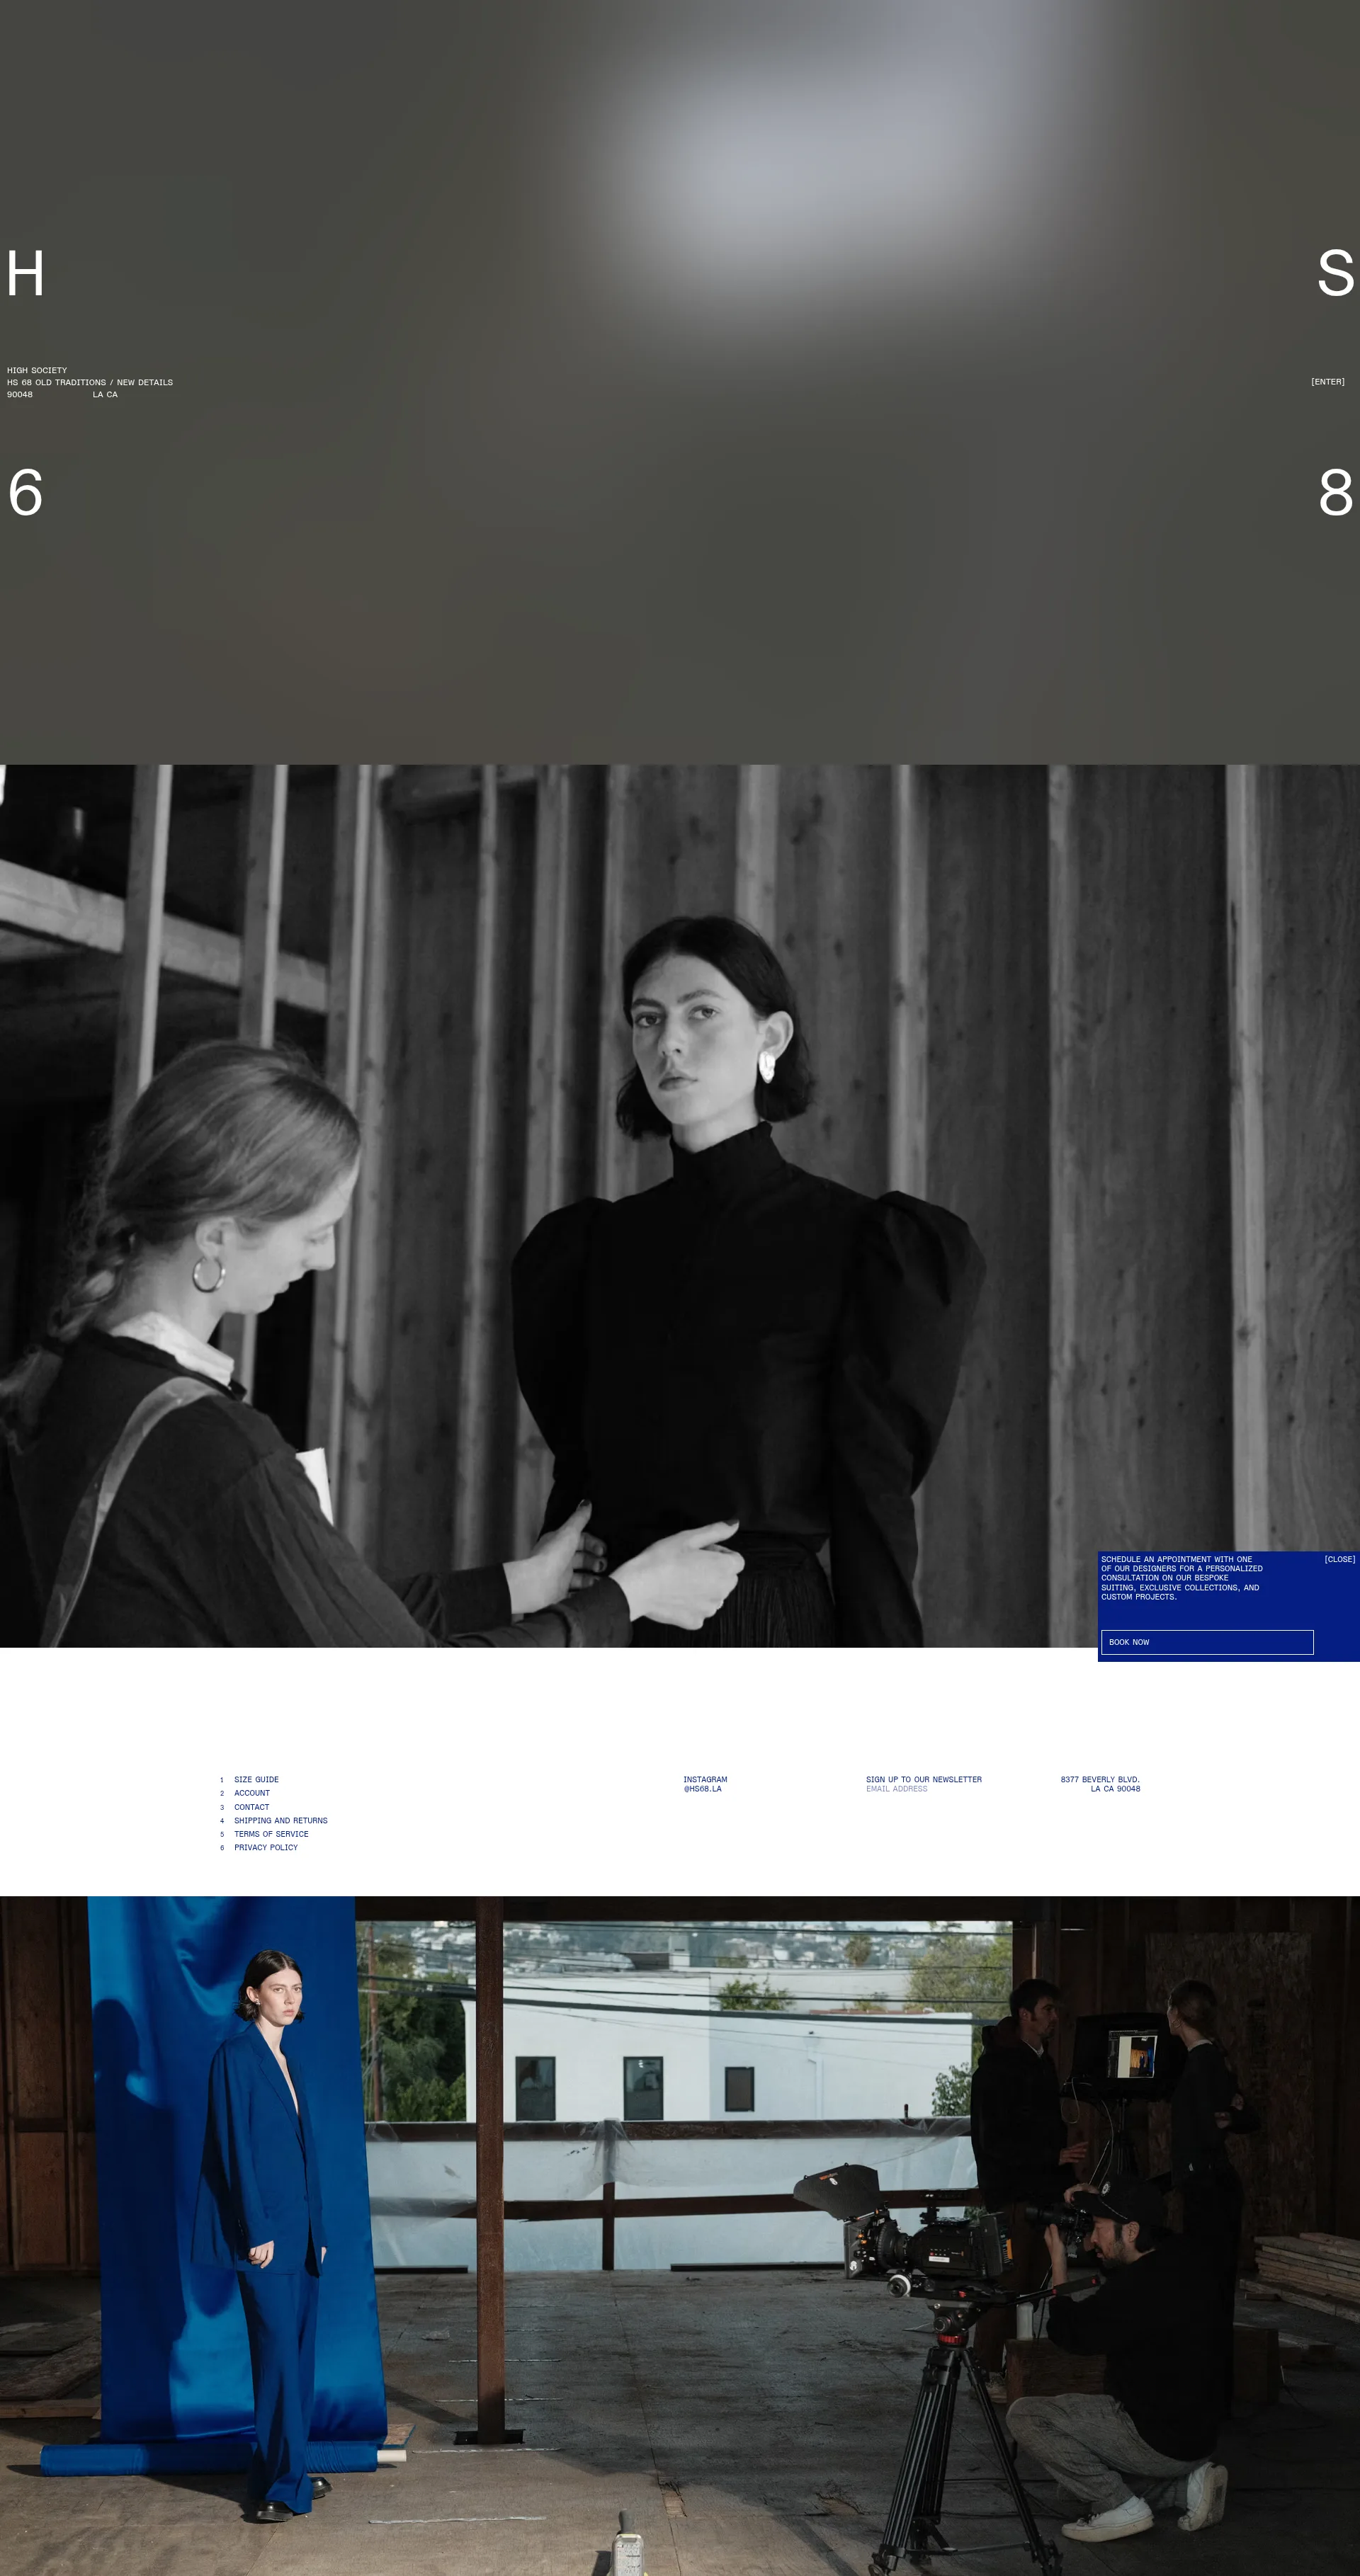 H S
HIGH SOCIETY
HS 68 OLD TRADITIONS / NEW DETAILS
90048 LA CA
[ENTER]
6 8
SCHEDULE AN APPOINTMENT WITH ONE
OF OUR DESIGNERS FOR A PERSONALIZED
CONSULTATION ON OUR BESPOKE
SUITING, EXCLUSIVE COLLECTIONS, AND
CUSTOM PROJECTS.
[CLOSE]
BOOK NOW
1 SIZE GUIDE
2 ACCOUNT
3 CONTACT
4 SHIPPING AND RETURNS
5 TERMS OF SERVICE
6 PRIVACY POLICY
INSTAGRAM
@HS68.LA
SIGN UP TO OUR NEWSLETTER
EMAIL ADDRESS
8377 BEVERLY BLVD.
LA CA 90048